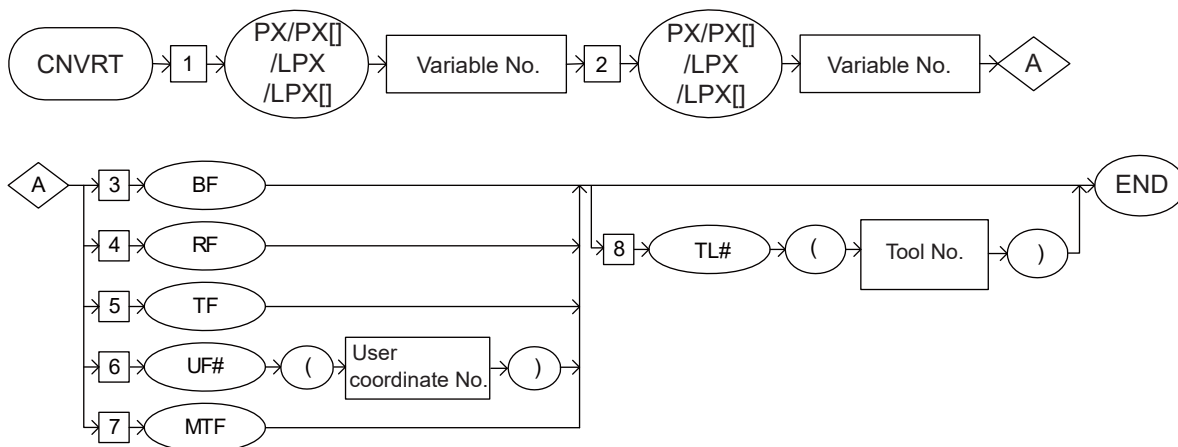 CNVRT
1
PX/PX[]
/LPX
/LPX[]
Variable No.
2
PX/PX[]
/LPX
/LPX[]
Variable No.
A
A
3
BF
END
4
RF
8
TL#
(
Tool No.
)
5
TF
6
UF#
(
User
coordinate No.
)
7
MTF